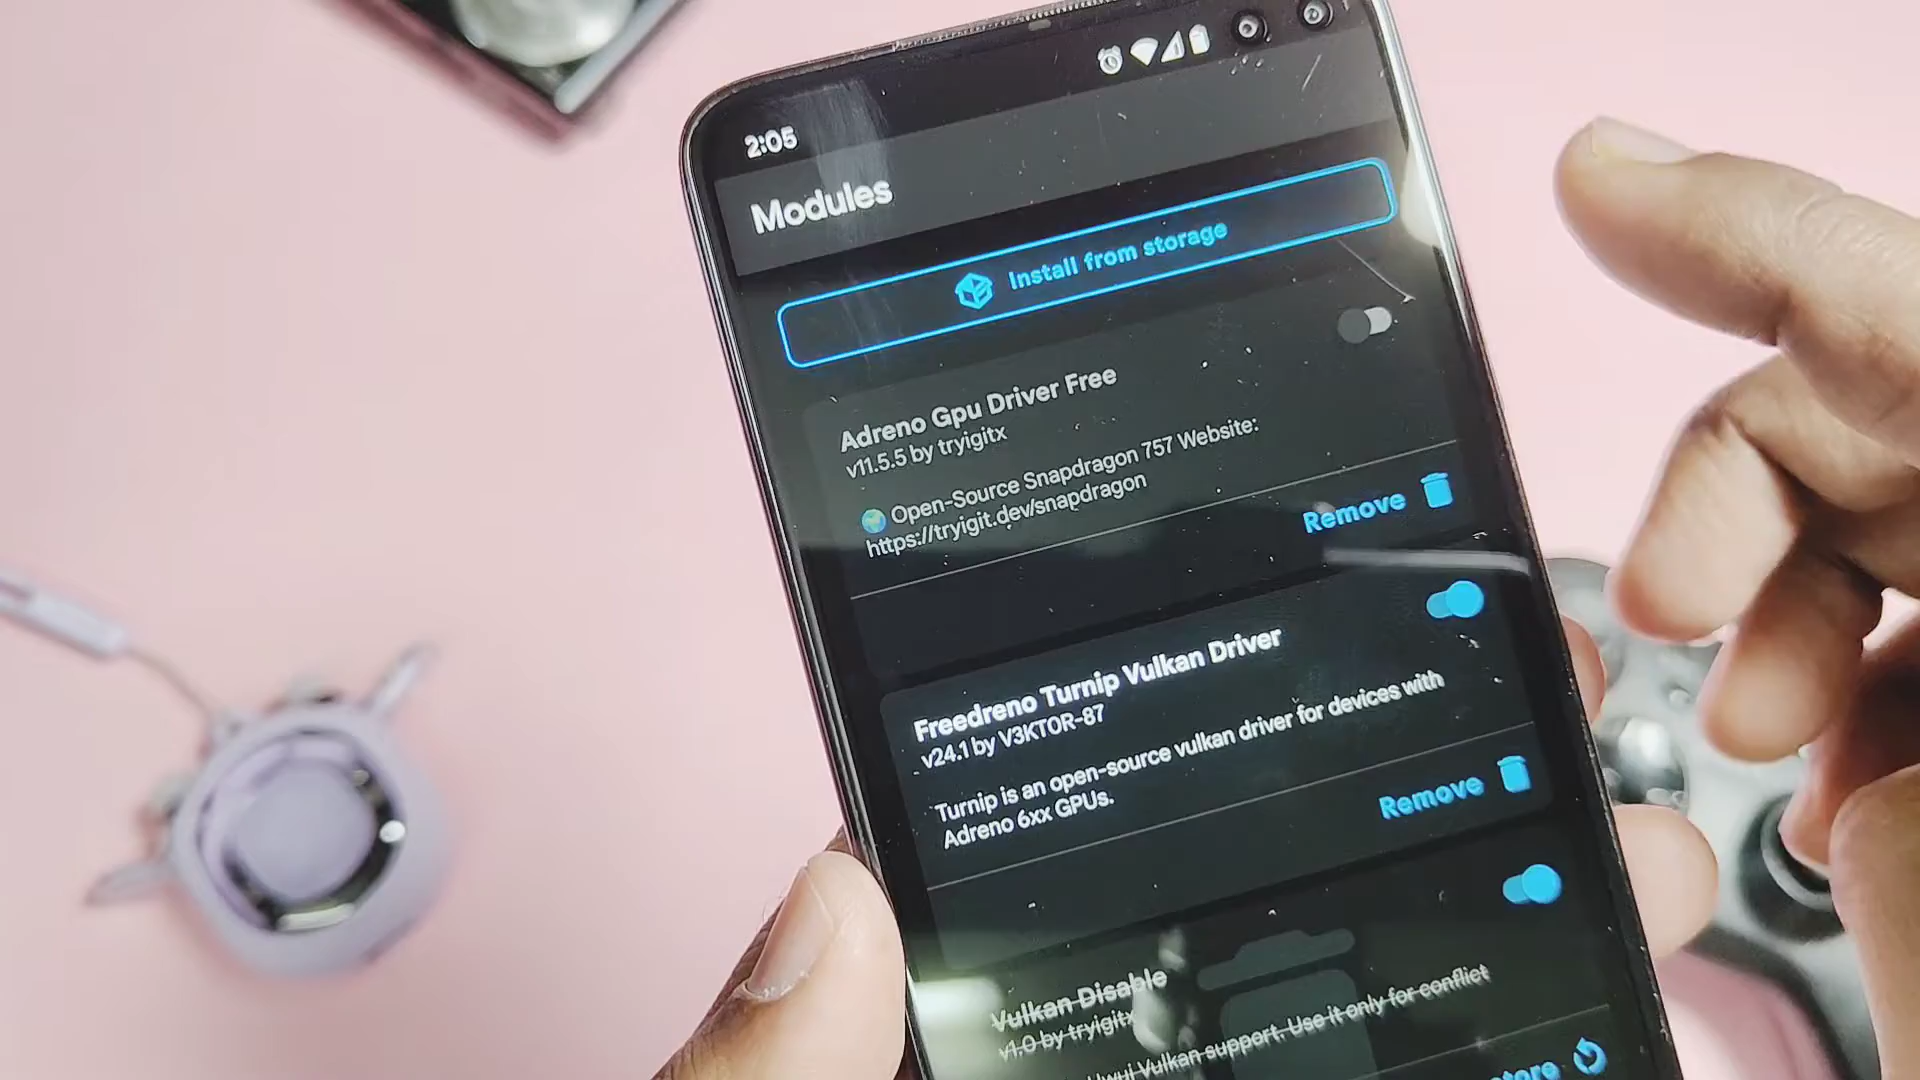 2:05
Modules
Install from storage
Adreno Gpu Driver Free
v11.5.5 by tryigitx
Open-Source Snapdragon 757 Website:
https://tryigit.dev/snapdragon
Remove
Freedreno Turnip Vulkan Driver
v24.1 by V3KT0R-87
Turnip is an open-source vulkan driver for devices with
Adreno 6xx GPUs.
Remove
Vulkan Disable
v1.0 by tryigitx
Vulkan support. Use it only for conflict